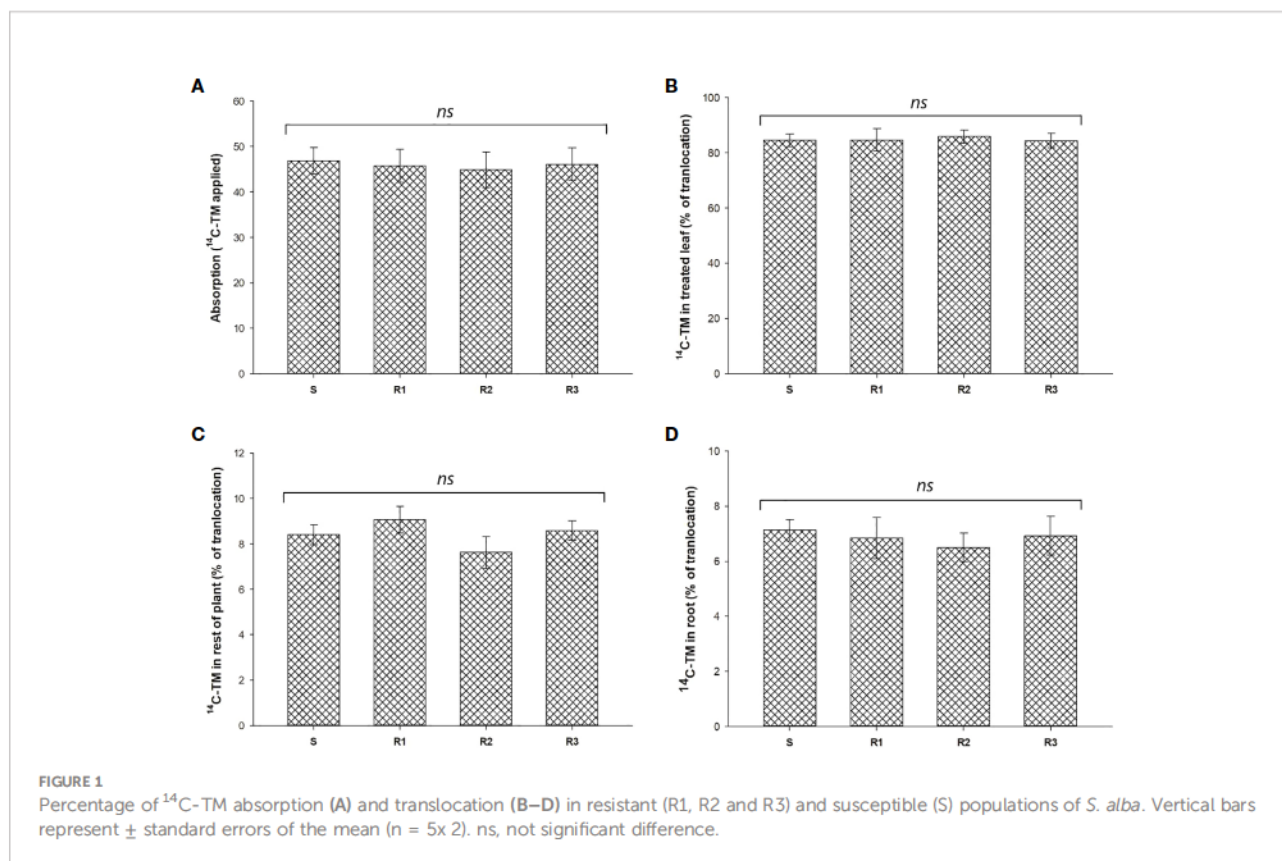 A
ns
Absorption (¹⁴C-TM applied)
60
50
40
30
20
10
0
S R1 R2 R3
B
ns
¹⁴C-TM in treated leaf (% of tranlocation)
100
80
60
40
20
0
S R1 R2 R3
C
ns
¹⁴C-TM in rest of plant (% of tranlocation)
12
10
8
6
4
2
0
S R1 R2 R3
D
ns
¹⁴C-TM in root (% of tranlocation)
10
8
6
4
2
0
S R1 R2 R3
FIGURE 1
Percentage of ¹⁴C-TM absorption (A) and translocation (B–D) in resistant (R1, R2 and R3) and susceptible (S) populations of S. alba. Vertical bars
represent ± standard errors of the mean (n = 5x 2). ns, not significant difference.